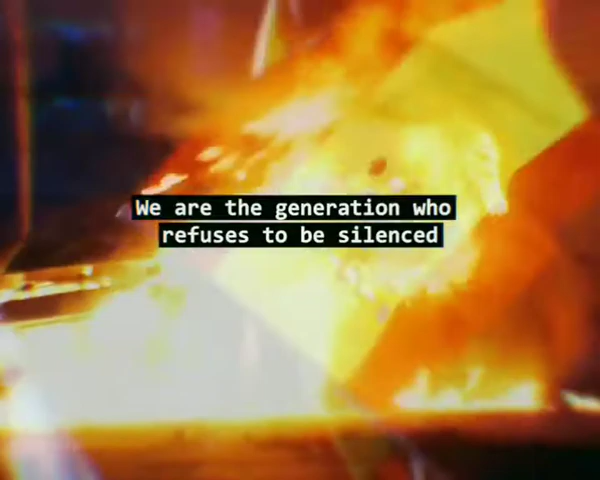 We are the generation who
refuses to be silenced